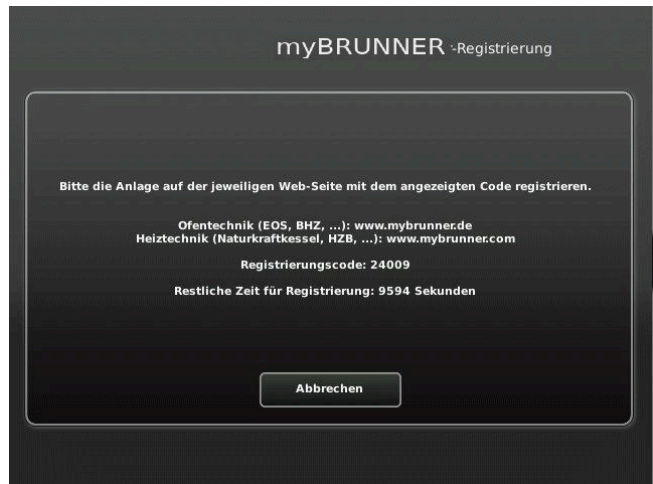 myBRUNNER -Registrierung
Bitte die Anlage auf der jeweiligen Web-Seite mit dem angezeigten Code registrieren.
Ofentechnik (EOS, BHZ, ...): www.mybrunner.de
Heiztechnik (Naturkraftkessel, HZB, ...): www.mybrunner.com
Registrierungscode: 24009
Restliche Zeit für Registrierung: 9594 Sekunden
Abbrechen